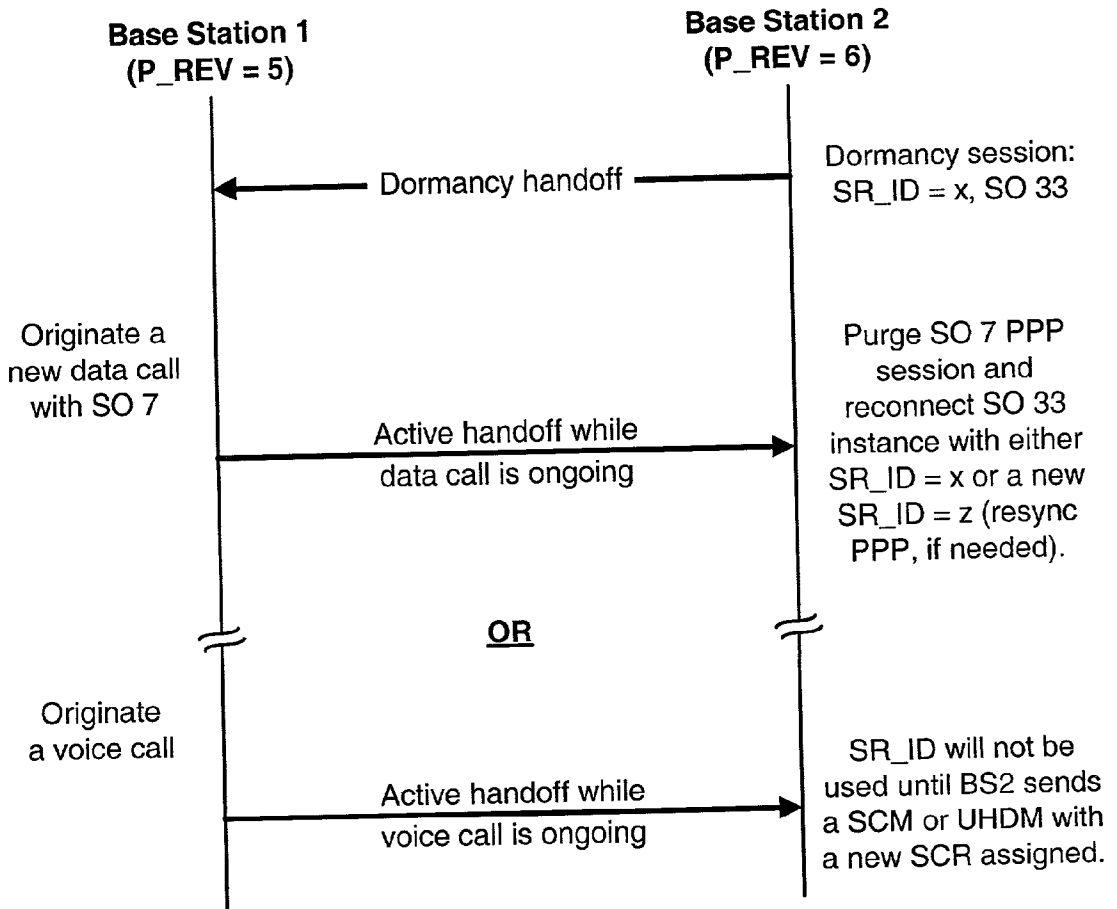 Base Station 1
(P_REV = 5)
Base Station 2
(P_REV = 6)
Dormancy handoff
Dormancy session:
SR_ID = x, SO 33
Originate a
new data call
with SO 7
Active handoff while
data call is ongoing
Purge SO 7 PPP
session and
reconnect SO 33
instance with either
SR_ID = x or a new
SR_ID = z (resync
PPP, if needed).
OR
Originate
a voice call
Active handoff while
voice call is ongoing
SR_ID will not be
used until BS2 sends
a SCM or UHDM with
a new SCR assigned.